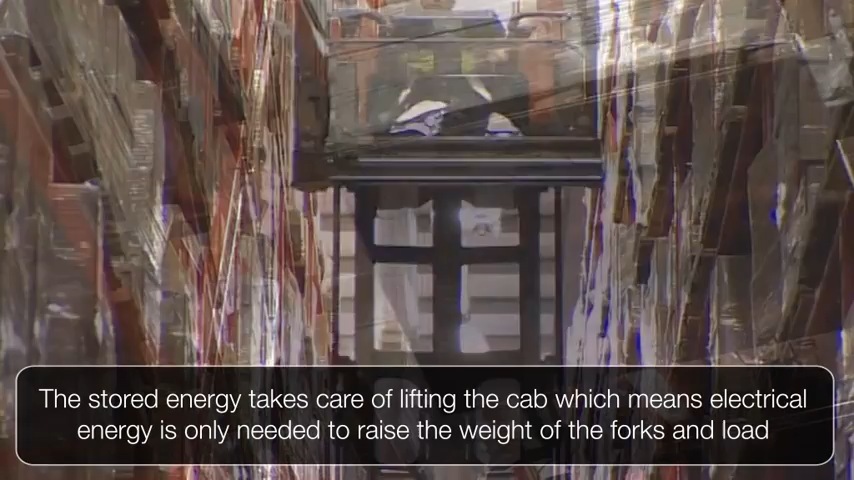 The stored energy takes care of lifting the cab which means electrical
energy is only needed to raise the weight of the forks and load